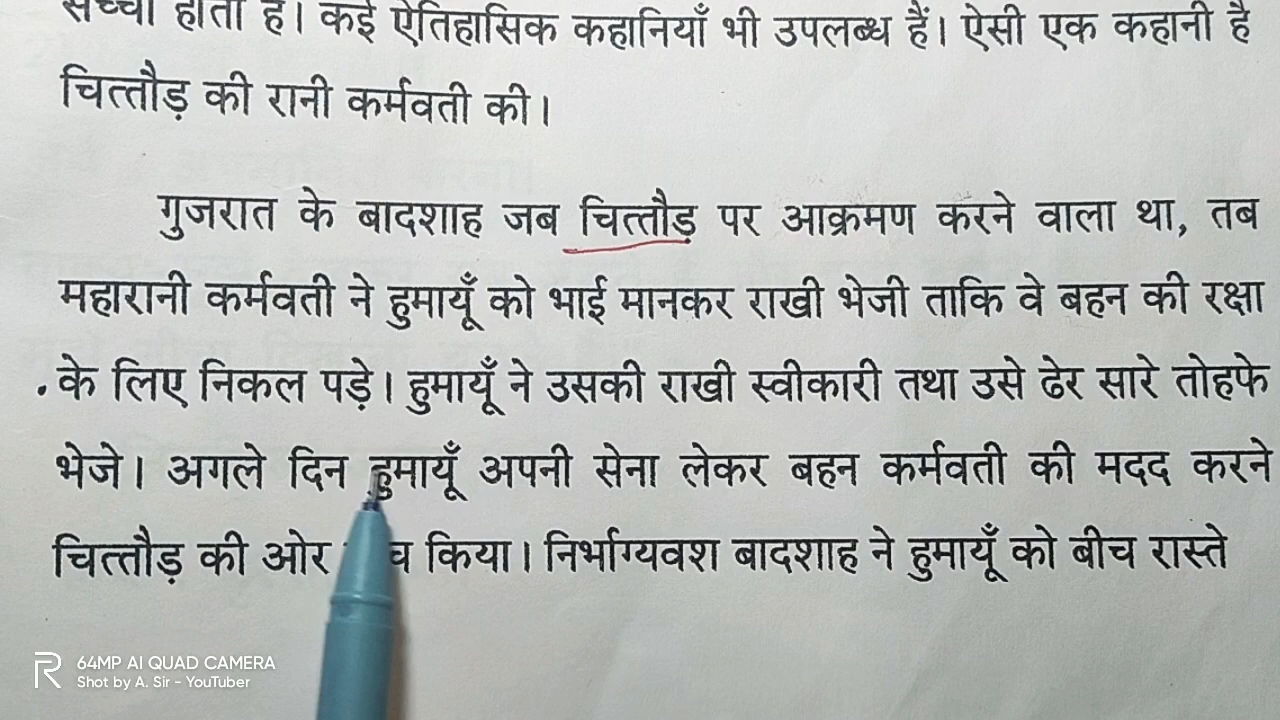 सच्चा होता है। कई ऐतिहासिक कहानियाँ भी उपलब्ध हैं। ऐसी एक कहानी है
चित्तौड़ की रानी कर्मवती की।
गुजरात के बादशाह जब चित्तौड़ पर आक्रमण करने वाला था, तब
महारानी कर्मवती ने हुमायूँ को भाई मानकर राखी भेजी ताकि वे बहन की रक्षा
के लिए निकल पड़े। हुमायूँ ने उसकी राखी स्वीकारी तथा उसे ढेर सारे तोहफे
भेजे। अगले दिन हुमायूँ अपनी सेना लेकर बहन कर्मवती की मदद करने
चित्तौड़ की ओर किया। निर्भाग्यवश बादशाह ने हुमायूँ को बीच रास्ते
64MP AI QUAD CAMERA
Shot by A. Sir - YouTuber